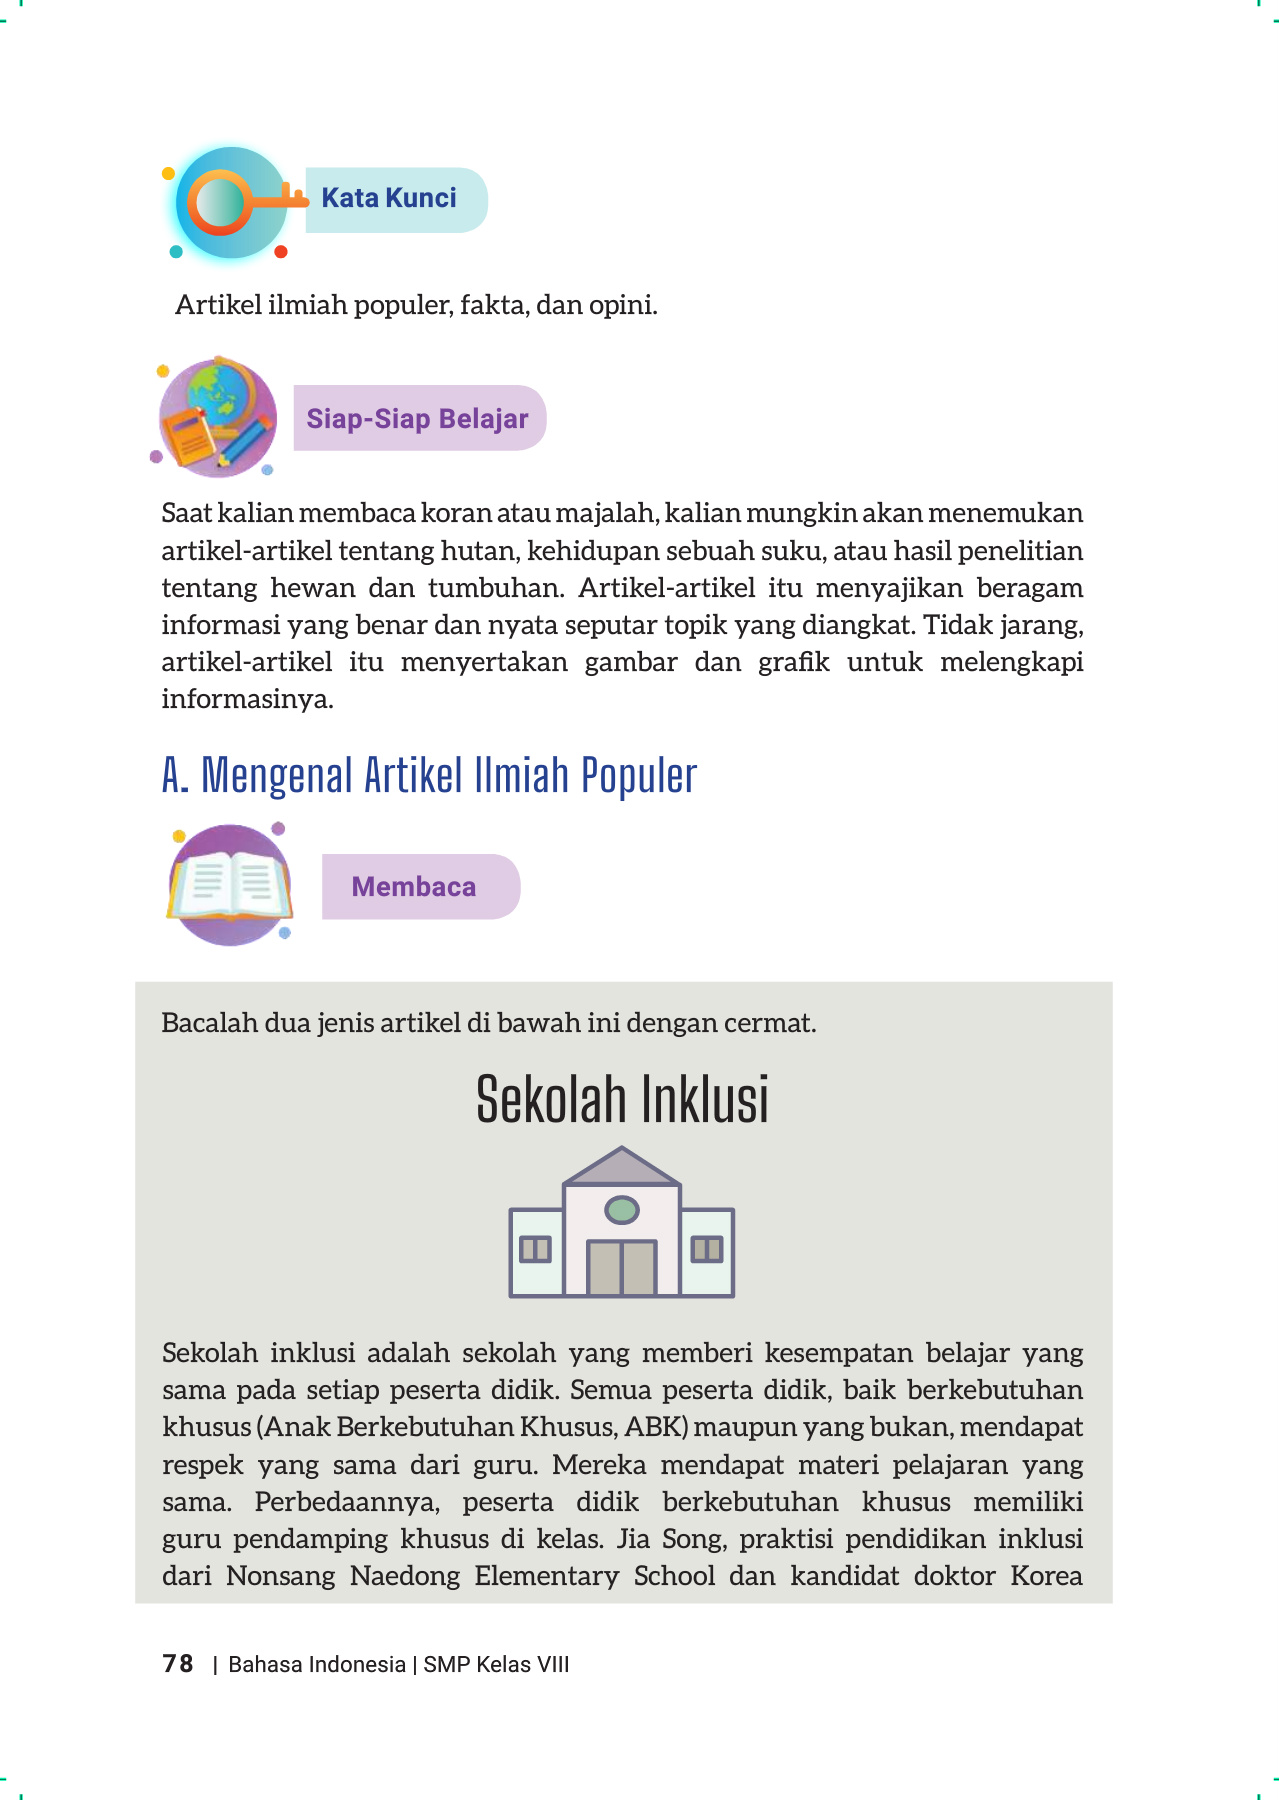 Kata Kunci
Artikel ilmiah populer, fakta, dan opini.
Siap-Siap Belajar
Saat kalian membaca koran atau majalah, kalian mungkin akan menemukan
artikel-artikel tentang hutan, kehidupan sebuah suku, atau hasil penelitian
tentang hewan dan tumbuhan. Artikel-artikel itu menyajikan beragam
informasi yang benar dan nyata seputar topik yang diangkat. Tidak jarang,
artikel-artikel itu menyertakan gambar dan grafik untuk melengkapi
informasinya.
A. Mengenal Artikel Ilmiah Populer
Membaca
Bacalah dua jenis artikel di bawah ini dengan cermat.
Sekolah Inklusi
Sekolah inklusi adalah sekolah yang memberi kesempatan belajar yang
sama pada setiap peserta didik. Semua peserta didik, baik berkebutuhan
khusus (Anak Berkebutuhan Khusus, ABK) maupun yang bukan, mendapat
respek yang sama dari guru. Mereka mendapat materi pelajaran yang
sama. Perbedaannya, peserta didik berkebutuhan khusus memiliki
guru pendamping khusus di kelas. Jia Song, praktisi pendidikan inklusi
dari Nonsang Naedong Elementary School dan kandidat doktor Korea
78 | Bahasa Indonesia | SMP Kelas VIII